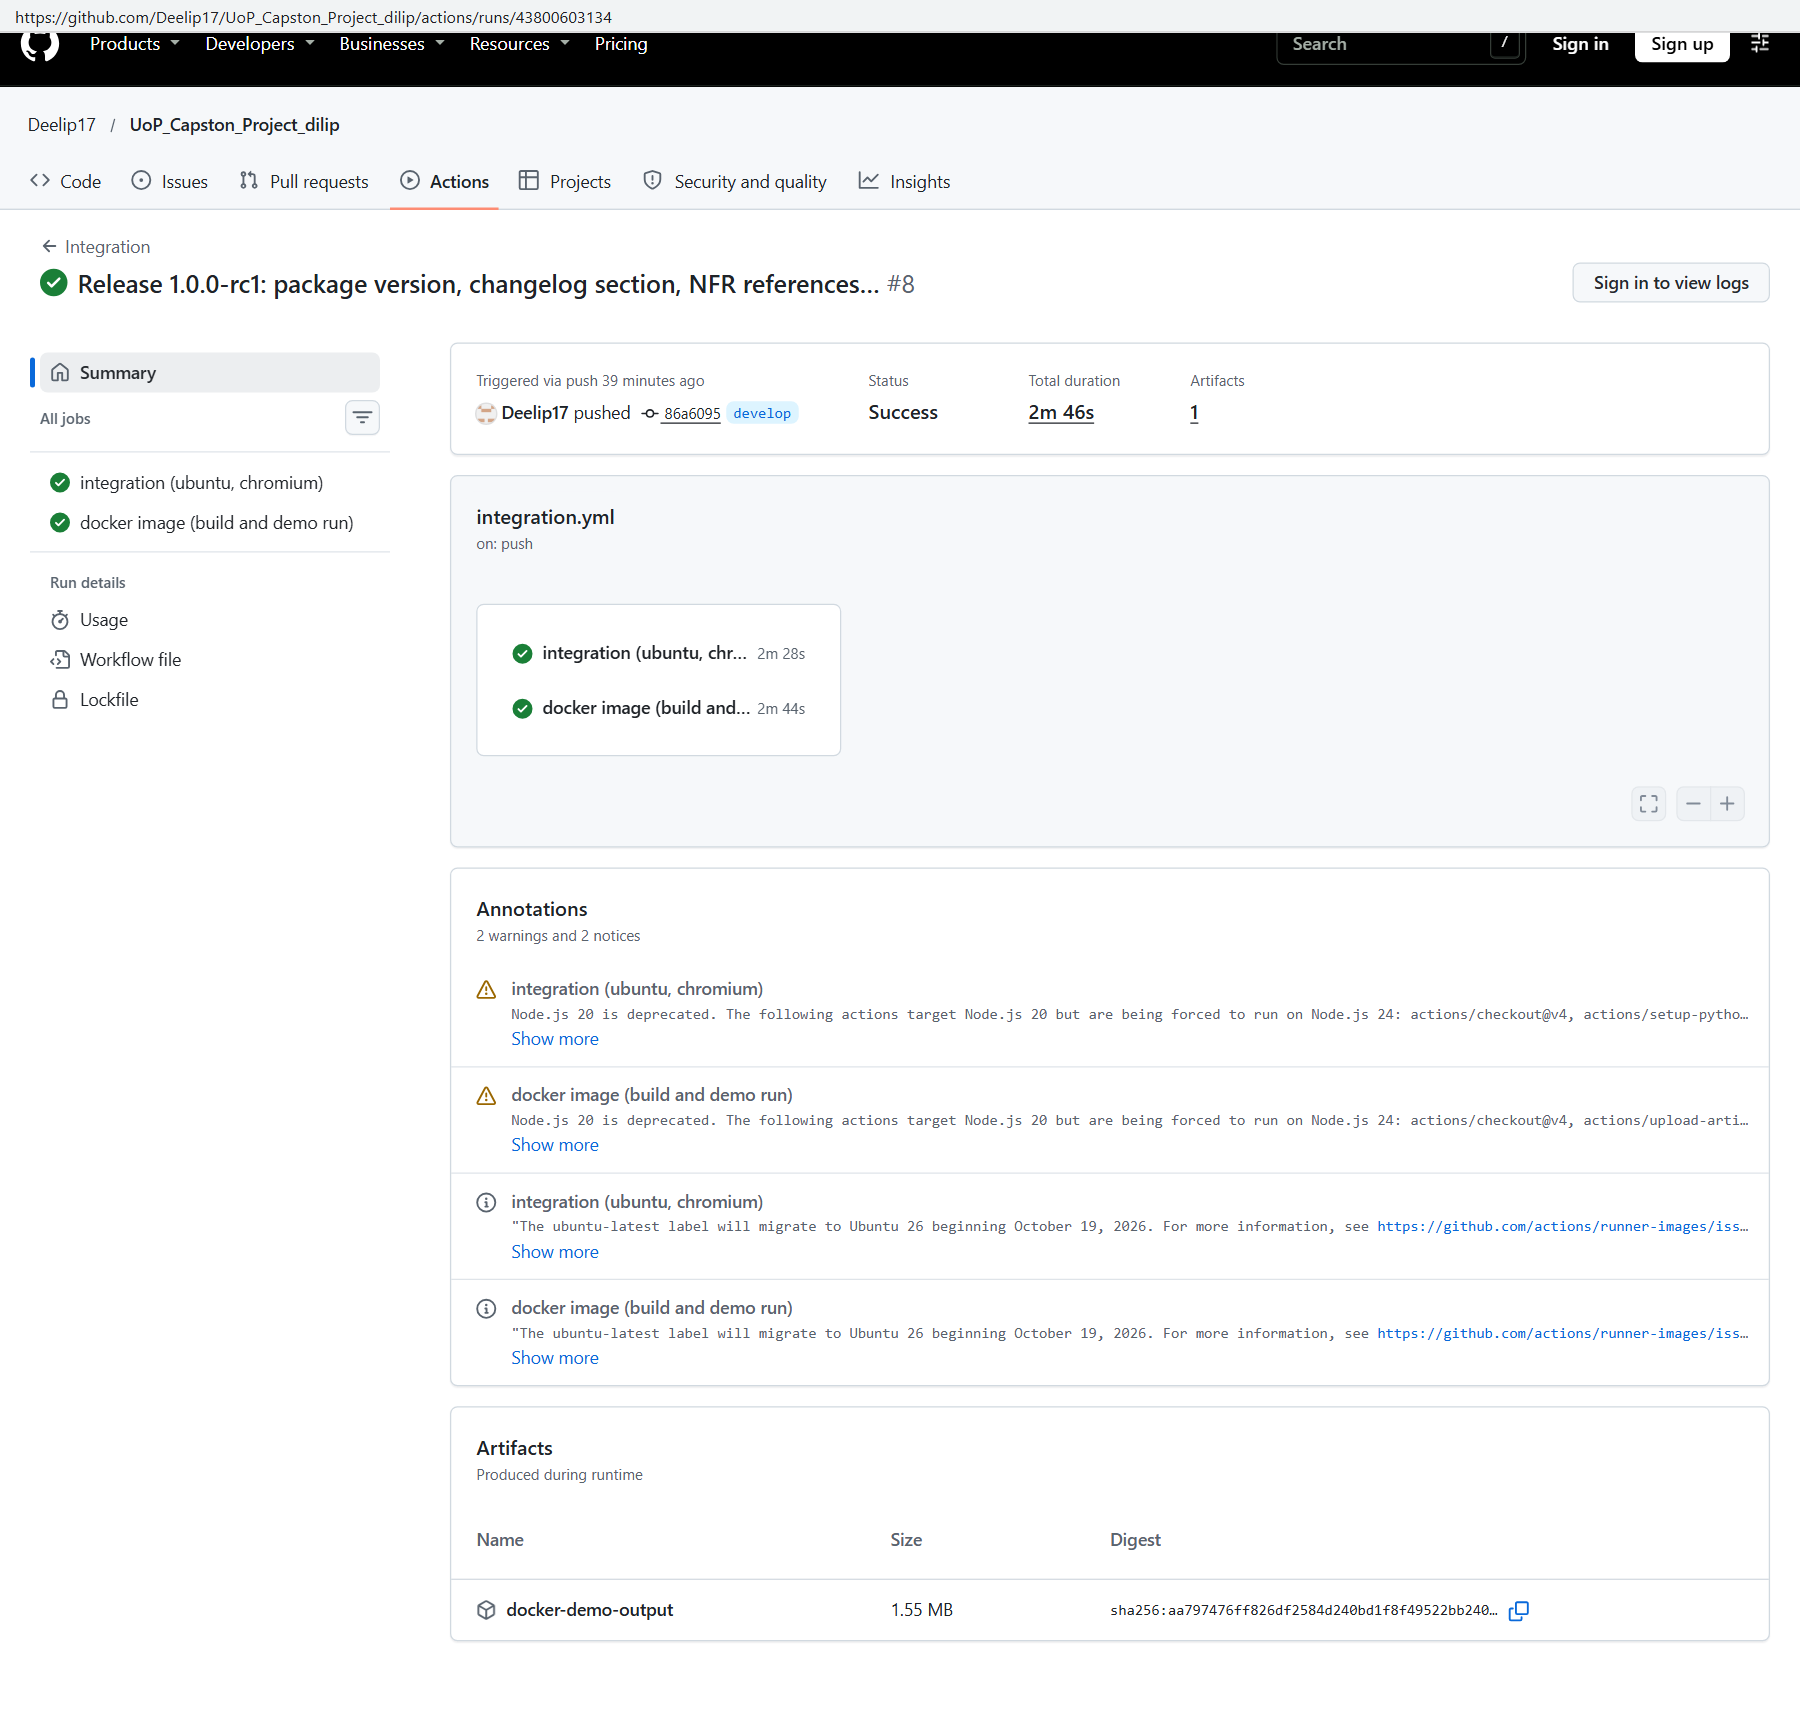 https://github.com/Deelip17/UoP_Capston_Project_dilip/actions/runs/43800603134
Products Developers Businesses Resources Pricing Search / Sign in Sign up
Deelip17 / UoP_Capston_Project_dilip
Code Issues Pull requests Actions Projects Security and quality Insights
← Integration
Release 1.0.0-rc1: package version, changelog section, NFR references... #8
Sign in to view logs
Summary
All jobs
integration (ubuntu, chromium)
docker image (build and demo run)
Run details
Usage
Workflow file
Lockfile
Triggered via push 39 minutes ago
Deelip17 pushed 86a6095 develop
Status
Success
Total duration
2m 46s
Artifacts
1
integration.yml
on: push
integration (ubuntu, chr... 2m 28s
docker image (build and... 2m 44s
Annotations
2 warnings and 2 notices
integration (ubuntu, chromium)
Node.js 20 is deprecated. The following actions target Node.js 20 but are being forced to run on Node.js 24: actions/checkout@v4, actions/setup-pytho…
Show more
docker image (build and demo run)
Node.js 20 is deprecated. The following actions target Node.js 20 but are being forced to run on Node.js 24: actions/checkout@v4, actions/upload-arti…
Show more
integration (ubuntu, chromium)
"The ubuntu-latest label will migrate to Ubuntu 26 beginning October 19, 2026. For more information, see https://github.com/actions/runner-images/iss…
Show more
docker image (build and demo run)
"The ubuntu-latest label will migrate to Ubuntu 26 beginning October 19, 2026. For more information, see https://github.com/actions/runner-images/iss…
Show more
Artifacts
Produced during runtime
Name Size Digest
docker-demo-output 1.55 MB sha256:aa797476ff826df2584d240bd1f8f49522bb240…